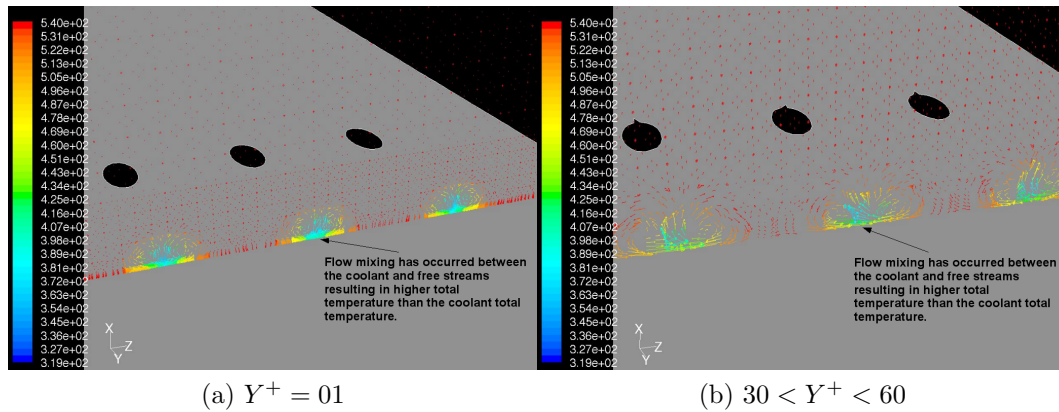 5.40e+02
5.31e+02
5.22e+02
5.13e+02
5.05e+02
4.96e+02
4.87e+02
4.78e+02
4.69e+02
4.60e+02
4.51e+02
4.43e+02
4.34e+02
4.25e+02
4.16e+02
4.07e+02
3.98e+02
3.89e+02
3.81e+02
3.72e+02
3.63e+02
3.54e+02
3.45e+02
3.36e+02
3.27e+02
3.19e+02
Flow mixing has occurred between
the coolant and free streams
resulting in higher total
temperature than the coolant total
temperature.
X
Z
Y
(a) Y⁺ = 01
5.40e+02
5.31e+02
5.22e+02
5.13e+02
5.05e+02
4.96e+02
4.87e+02
4.78e+02
4.69e+02
4.60e+02
4.51e+02
4.43e+02
4.34e+02
4.25e+02
4.16e+02
4.07e+02
3.98e+02
3.89e+02
3.81e+02
3.72e+02
3.63e+02
3.54e+02
3.45e+02
3.36e+02
3.27e+02
3.19e+02
Flow mixing has occurred between
the coolant and free streams
resulting in higher total
temperature than the coolant total
temperature.
X
Z
Y
(b) 30 < Y⁺ < 60